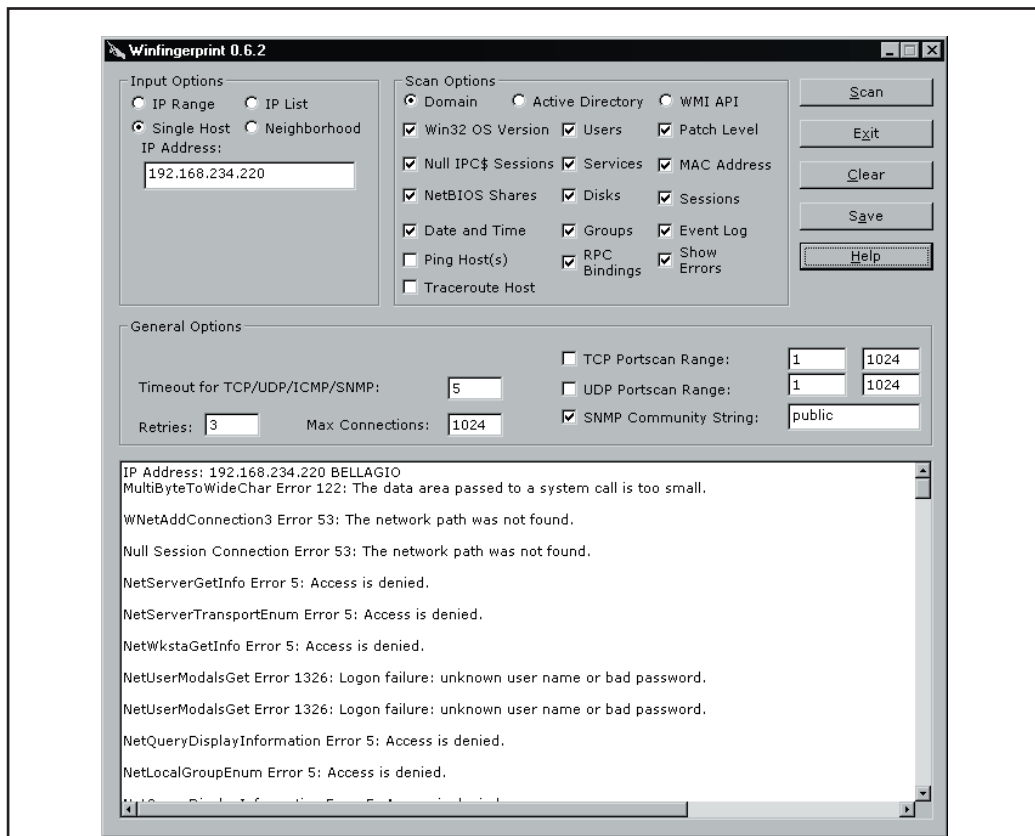 Winfingerprint 0.6.2
Input Options
IP Range IP List
Single Host Neighborhood
IP Address:
192.168.234.220
Scan Options
Domain Active Directory WMI API
Win32 OS Version Users Patch Level
Null IPC$ Sessions Services MAC Address
NetBIOS Shares Disks Sessions
Date and Time Groups Event Log
Ping Host(s) RPC Bindings Show Errors
Traceroute Host
Scan
Exit
Clear
Save
Help
General Options
Timeout for TCP/UDP/ICMP/SNMP: 5
Retries: 3 Max Connections: 1024
TCP Portscan Range: 1 1024
UDP Portscan Range: 1 1024
SNMP Community String: public
IP Address: 192.168.234.220 BELLAGIO
MultiByteToWideChar Error 122: The data area passed to a system call is too small.
WNetAddConnection3 Error 53: The network path was not found.
Null Session Connection Error 53: The network path was not found.
NetServerGetInfo Error 5: Access is denied.
NetServerTransportEnum Error 5: Access is denied.
NetWkstaGetInfo Error 5: Access is denied.
NetUserModalsGet Error 1326: Logon failure: unknown user name or bad password.
NetUserModalsGet Error 1326: Logon failure: unknown user name or bad password.
NetQueryDisplayInformation Error 5: Access is denied.
NetLocalGroupEnum Error 5: Access is denied.